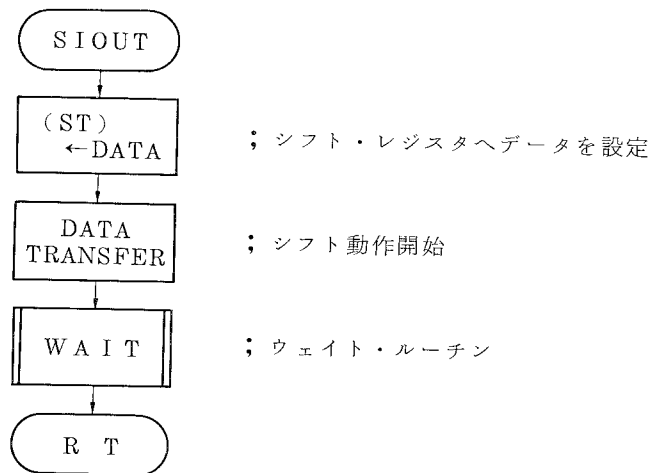 SIOUT
(ST)
←DATA
；シフト・レジスタへデータを設定
DATA
TRANSFER
；シフト動作開始
WAIT
；ウェイト・ルーチン
RT